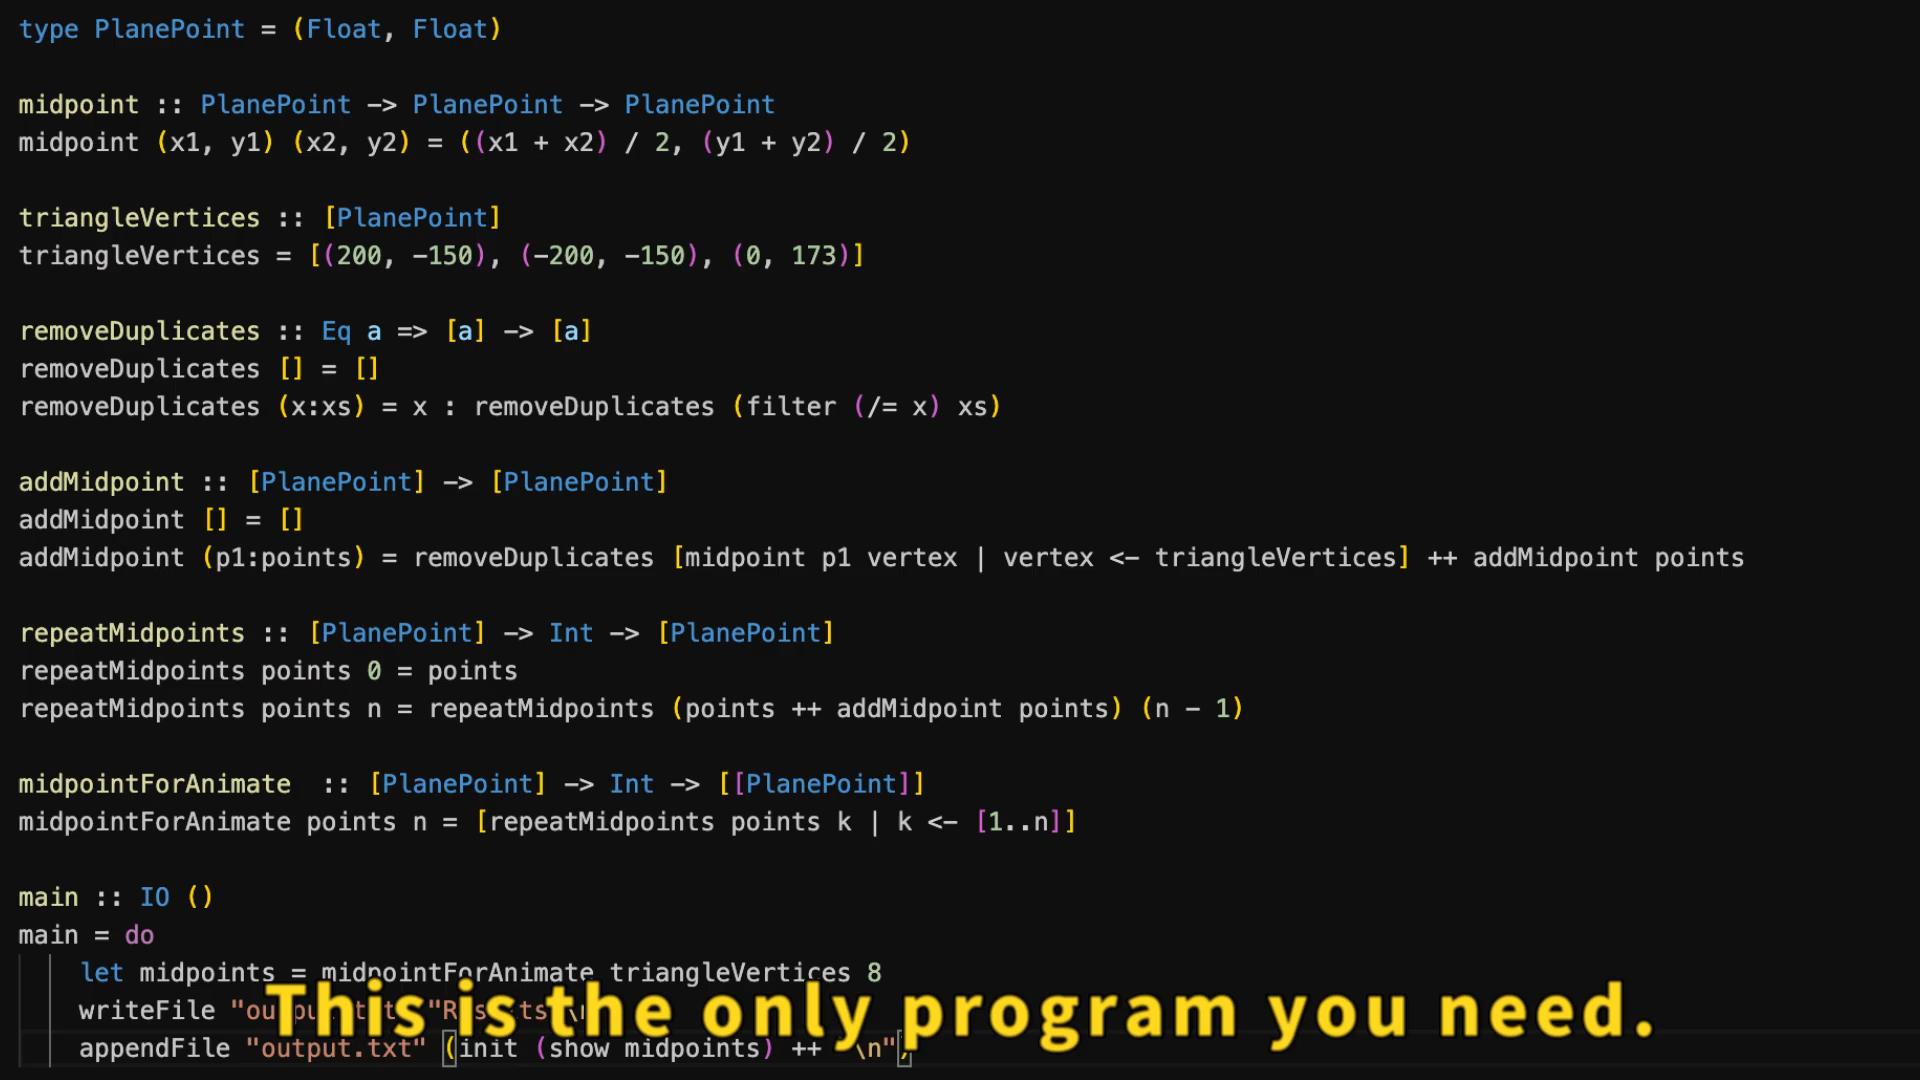 type PlanePoint = (Float, Float)
midpoint :: PlanePoint -> PlanePoint -> PlanePoint
midpoint (x1, y1) (x2, y2) = ((x1 + x2) / 2, (y1 + y2) / 2)
triangleVertices :: [PlanePoint]
triangleVertices = [(200, -150), (-200, -150), (0, 173)]
removeDuplicates :: Eq a => [a] -> [a]
removeDuplicates [] = []
removeDuplicates (x:xs) = x : removeDuplicates (filter (/= x) xs)
addMidpoint :: [PlanePoint] -> [PlanePoint]
addMidpoint [] = []
addMidpoint (p1:points) = removeDuplicates [midpoint p1 vertex | vertex <- triangleVertices] ++ addMidpoint points
repeatMidpoints :: [PlanePoint] -> Int -> [PlanePoint]
repeatMidpoints points 0 = points
repeatMidpoints points n = repeatMidpoints (points ++ addMidpoint points) (n - 1)
midpointForAnimate  :: [PlanePoint] -> Int -> [[PlanePoint]]
midpointForAnimate points n = [repeatMidpoints points k | k <- [1..n]]
main :: IO ()
main = do
let midpoints = midpointForAnimate triangleVertices 8
writeFile
This is the only program you need.
appendFile "output.txt" (init (show midpoints) ++ \n")